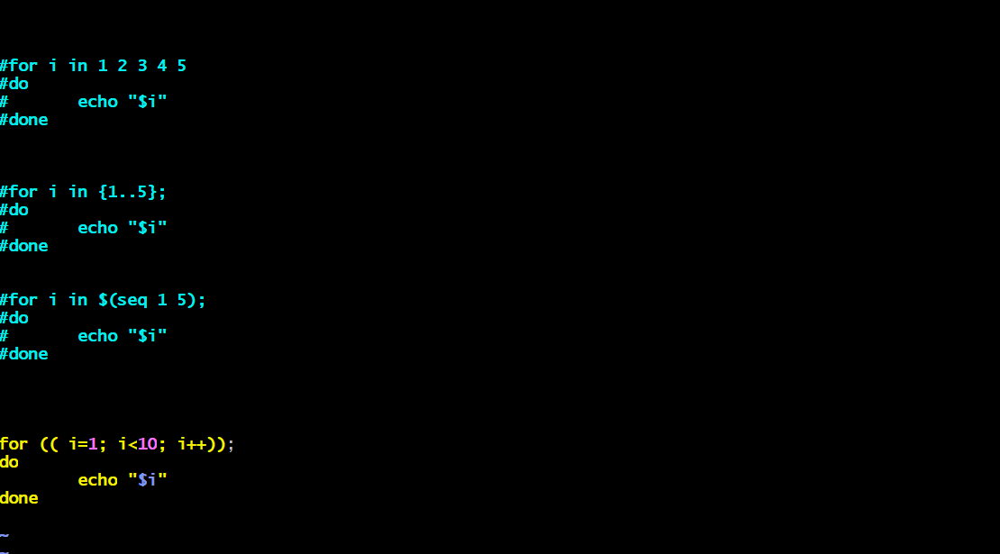 #for i in 1 2 3 4 5
#do
#       echo "$i"
#done
#for i in {1..5};
#do
#       echo "$i"
#done
#for i in $(seq 1 5);
#do
#       echo "$i"
#done
for (( i=1; i<10; i++));
do
        echo "$i"
done
~
~